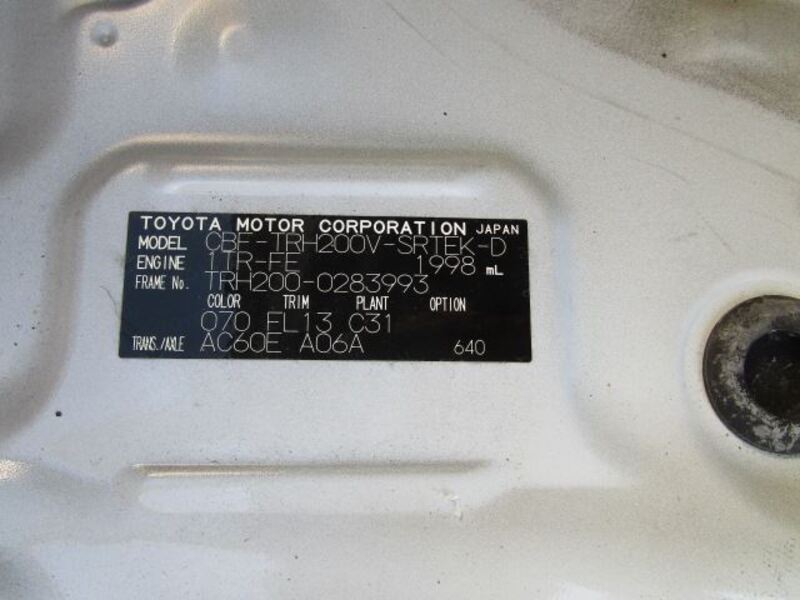 TOYOTA MOTOR CORPORATION JAPAN
MODEL CBF-TRH200V-SRTEK-D
ENGINE 1TR-FE 1998 mL
FRAME No. TRH200-0283993
COLOR TRIM PLANT OPTION
070 FL13 C31
TRANS./AXLE AC60E A06A 640